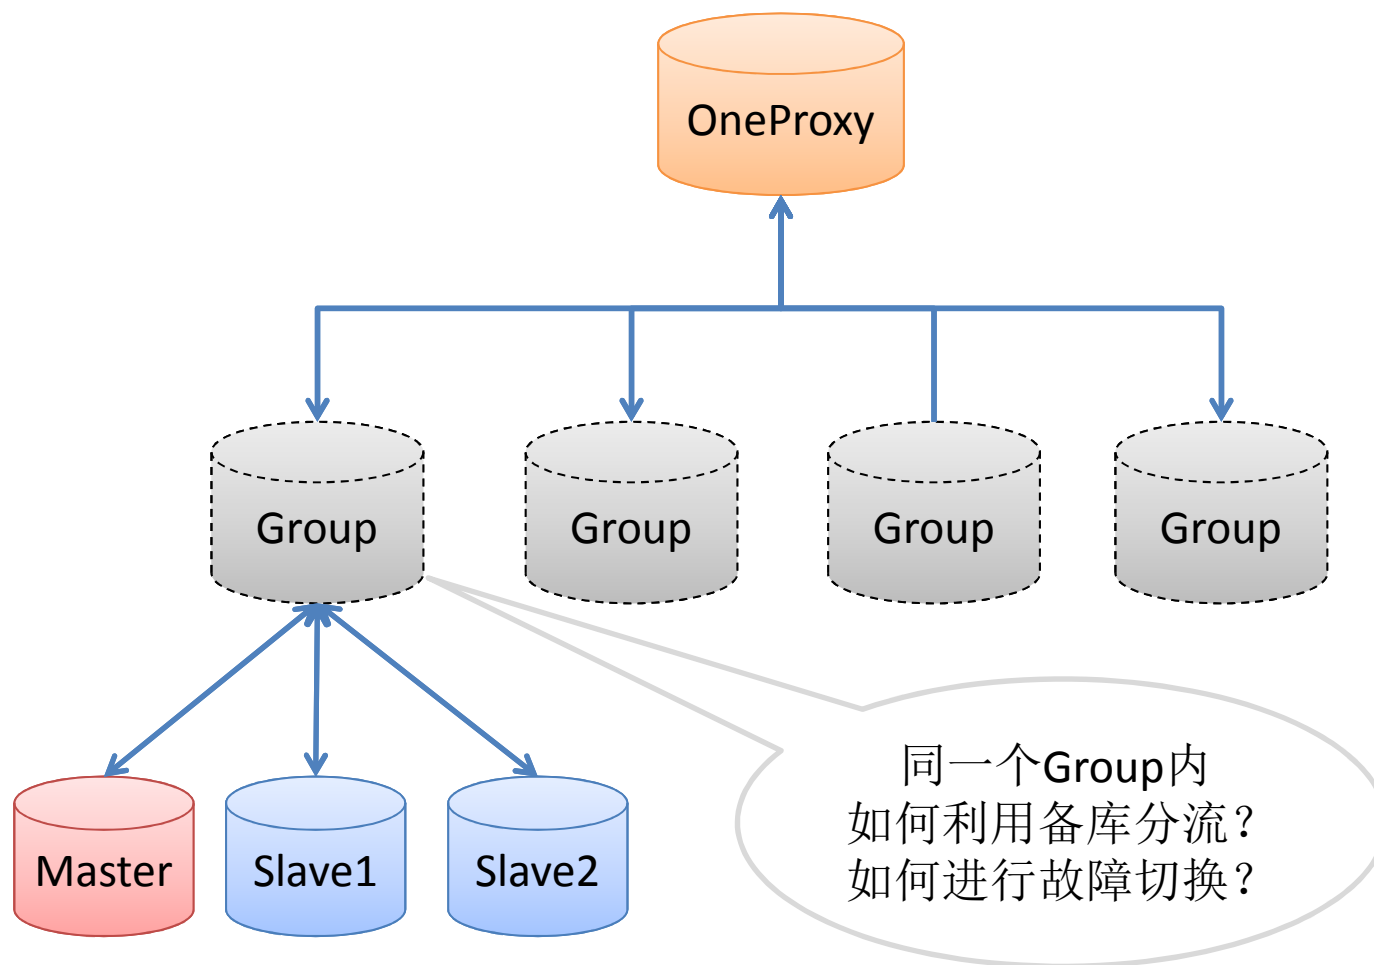 OneProxy
Group
Group
Group
Group
同一个Group内
如何利用备库分流？
如何进行故障切换？
Master
Slave1
Slave2